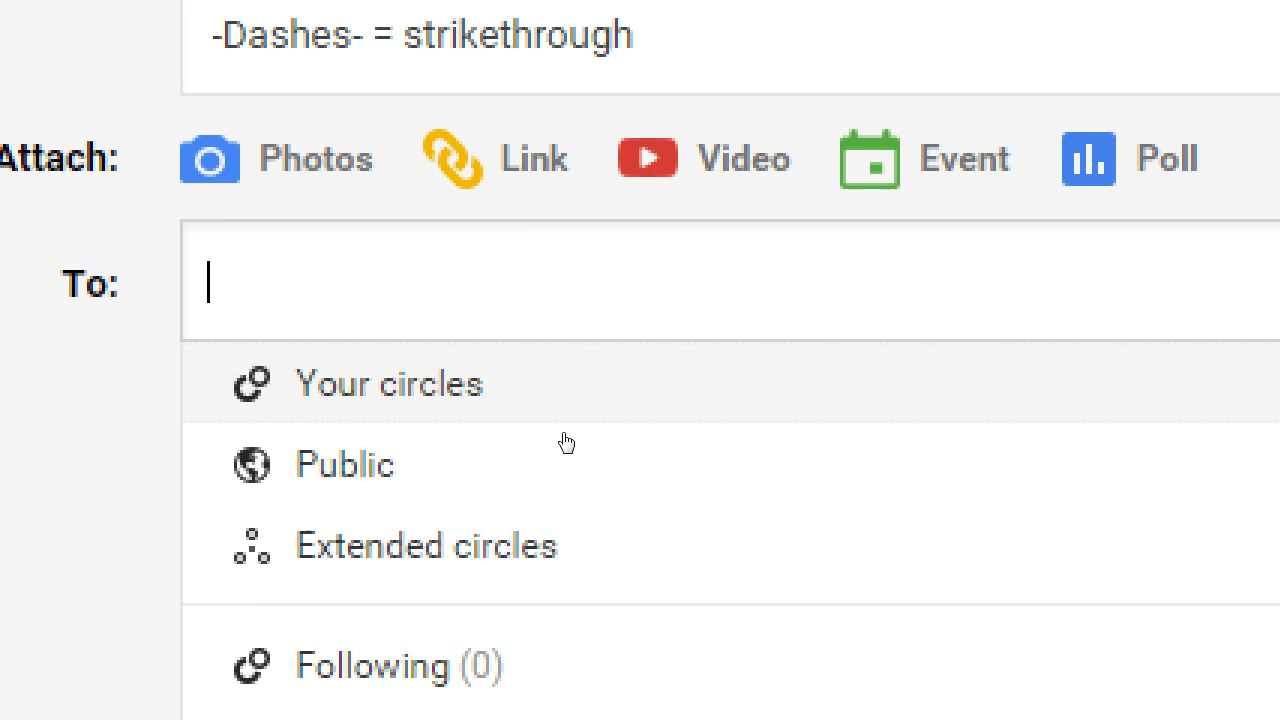 -Dashes- = strikethrough
Attach: Photos Link Video Event Poll
To:
Your circles
Public
Extended circles
Following (0)